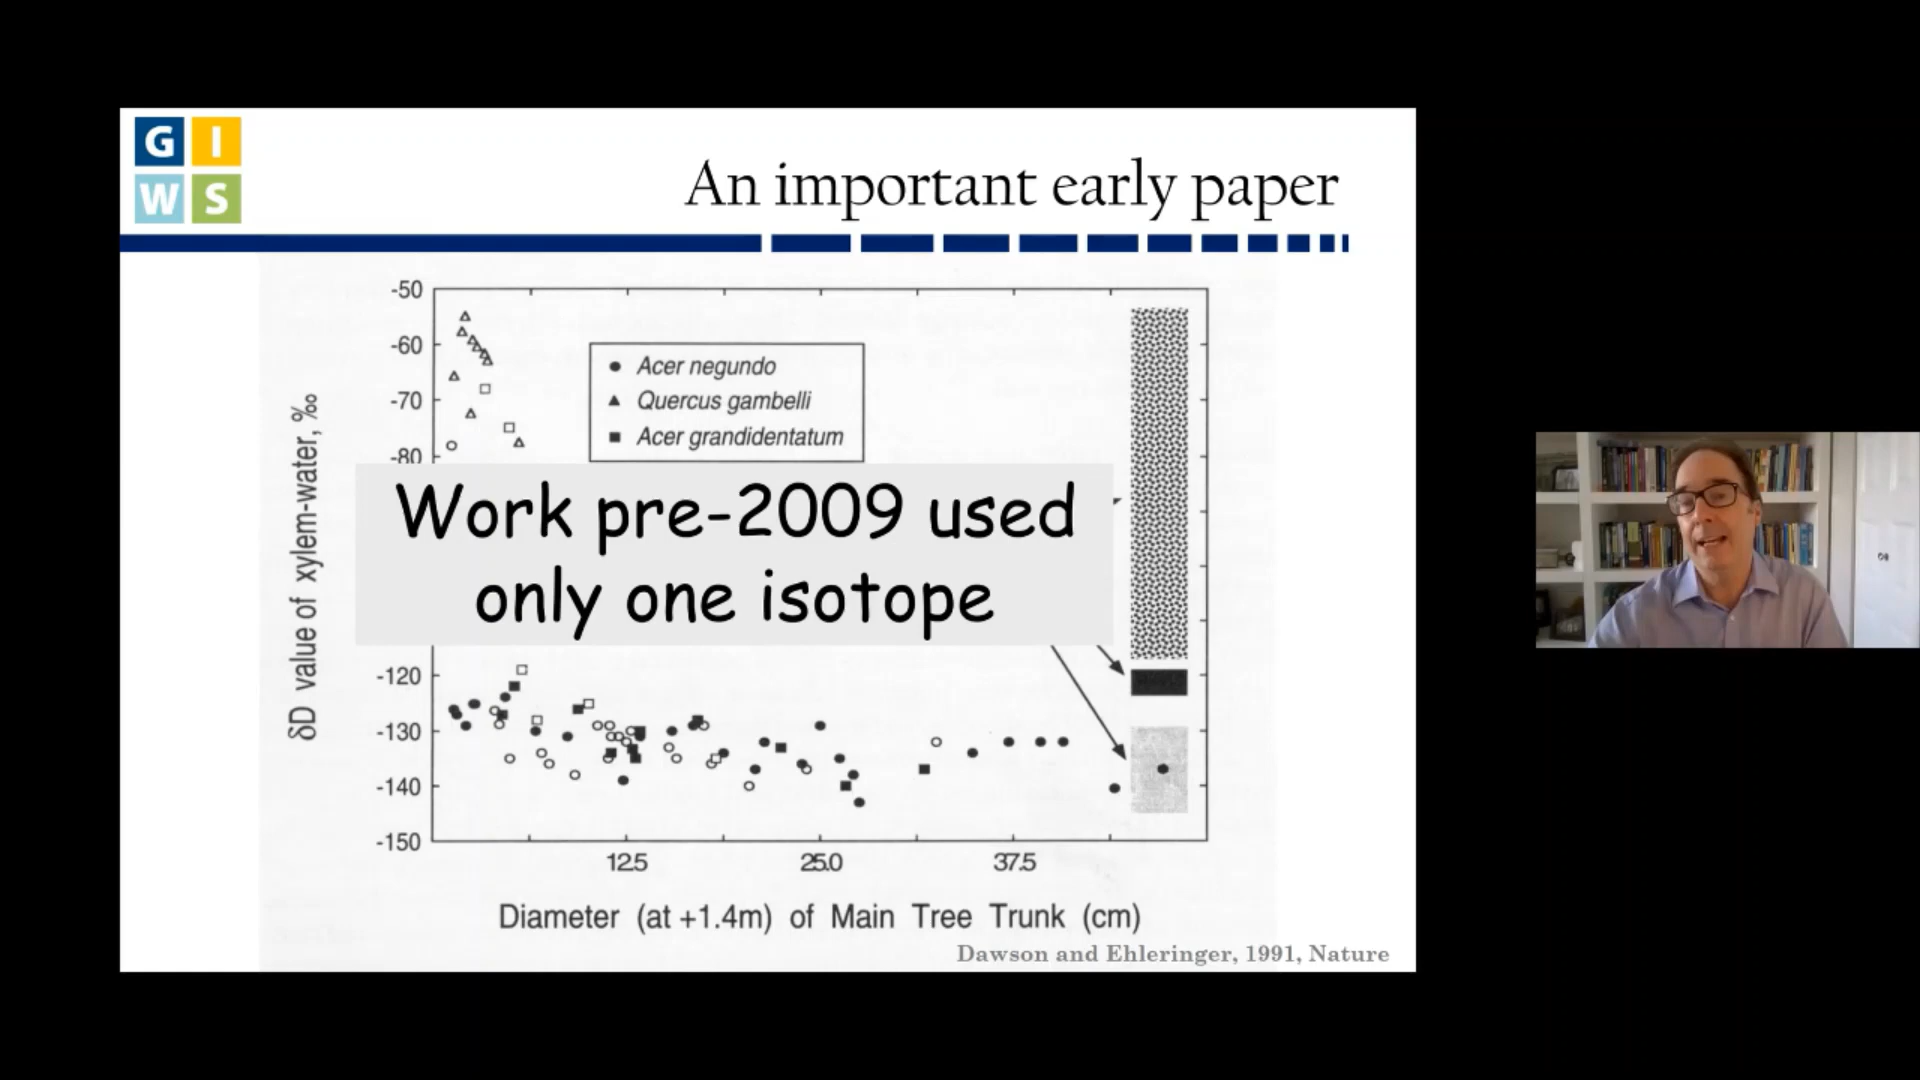 G I
W S
An important early paper
-50
-60
-70
-80
-120
-130
-140
-150
δD value of xylem-water, ‰
Acer negundo
Quercus gambelli
Acer grandidentatum
Work pre-2009 used
only one isotope
12.5 25.0 37.5
Diameter (at +1.4m) of Main Tree Trunk (cm)
Dawson and Ehleringer, 1991, Nature